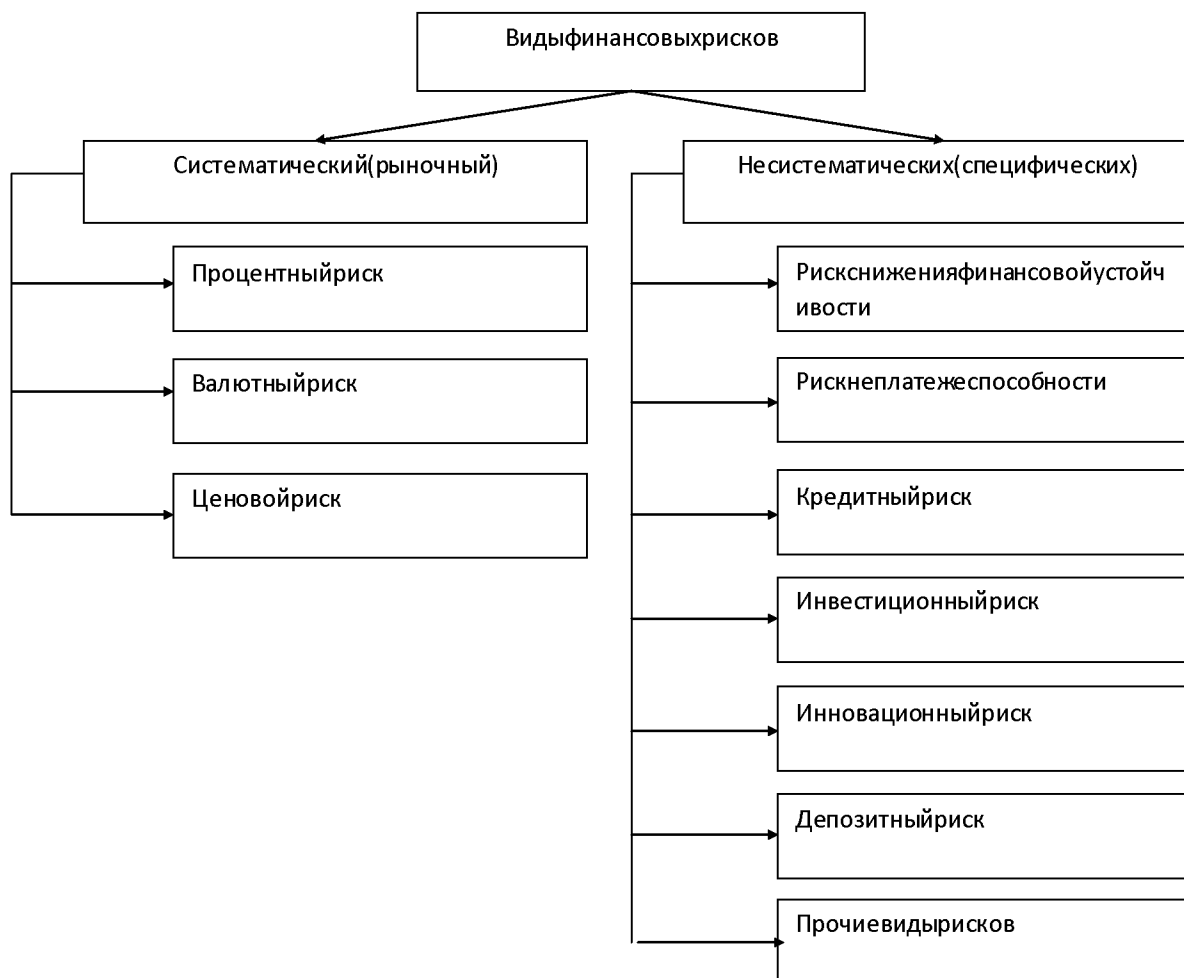 Видыфинансовыхрисков
Систематический(рыночный)
Процентныйриск
Валютныйриск
Ценовойриск
Несистематических(специфических)
Рисксниженияфинансовойустойч
ивости
Рискнеплатежеспособности
Кредитныйриск
Инвестиционныйриск
Инновационныйриск
Депозитныйриск
Прочиевидырисков